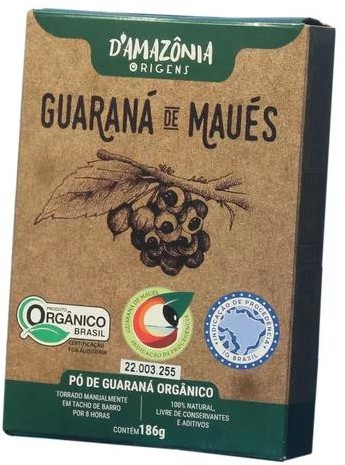 D'AMAZÔNIA
ORIGENS
GUARANÁ DE MAUÉS
PRODUTO
ORGÂNICO
BRASIL
CERTIFICAÇÃO
POR AUDITORIA
GUARANÁ DE MAUÉS
INDICAÇÃO DE PROCEDÊNCIA
INDICAÇÃO DE PROCEDÊNCIA
IG BRASIL
22.003.255
PÓ DE GUARANÁ ORGÂNICO
TORRADO MANUALMENTE
EM TACHO DE BARRO
POR 8 HORAS
100% NATURAL,
LIVRE DE CONSERVANTES
E ADITIVOS
CONTÉM 186g